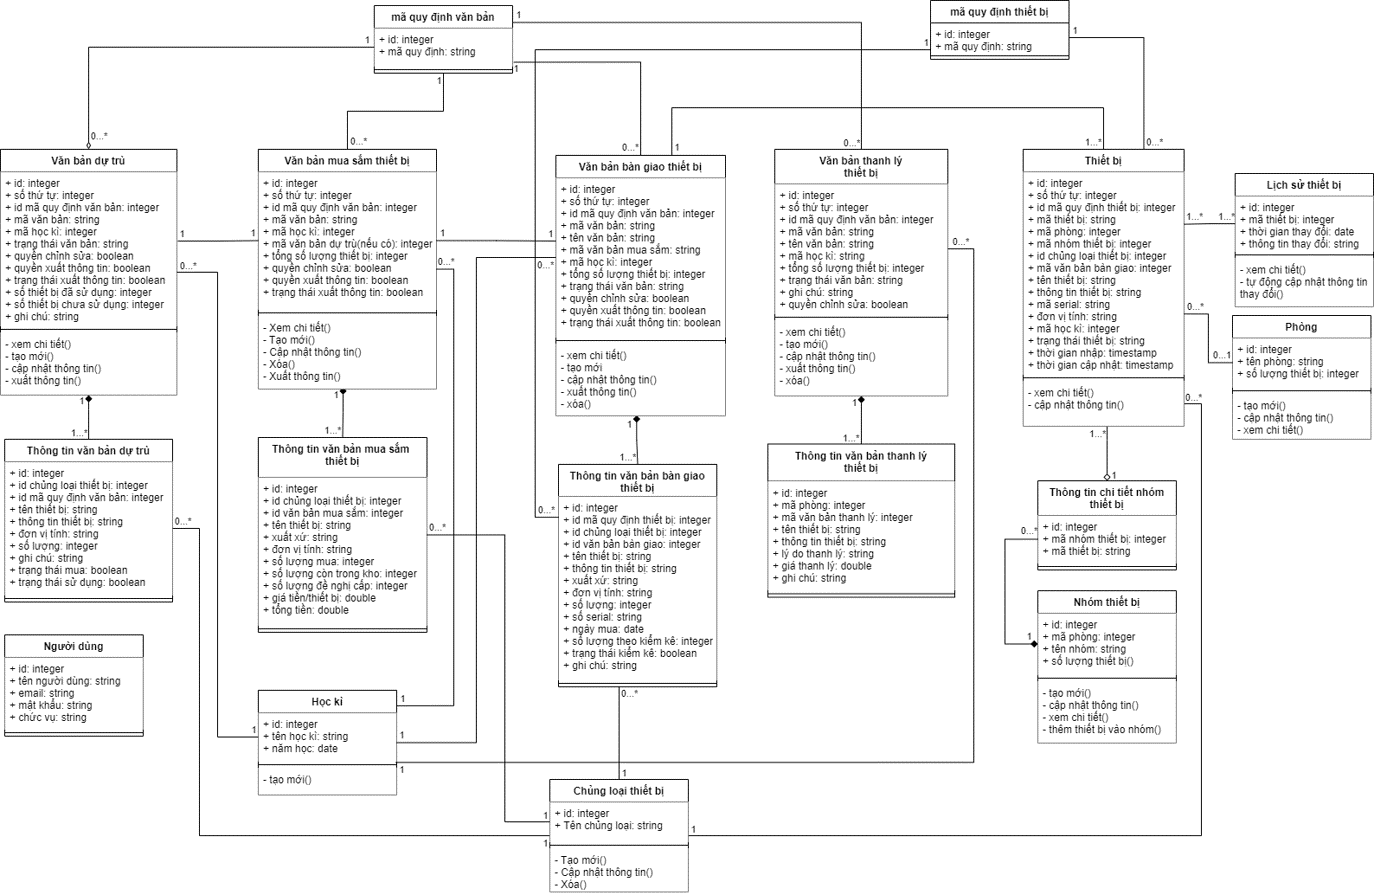 mã quy định văn bản
+ id: integer
+ mã quy định: string
mã quy định thiết bị
+ id: integer
+ mã quy định: string
1
1
1
1
1
1
0...*
0...*
0...*
0...*
0...*
1
1...*
Văn bản dự trù
+ id: integer
+ số thứ tự: integer
+ id mã quy định văn bản: integer
+ mã văn bản: string
+ mã học kì: integer
+ trạng thái văn bản: string
+ quyền chỉnh sửa: boolean
+ quyền xuất thông tin: boolean
+ trạng thái xuất thông tin: boolean
+ số thiết bị đã sử dụng: integer
+ số thiết bị chưa sử dụng: integer
+ ghi chú: string
- xem chi tiết()
- tạo mới()
- cập nhật thông tin()
- xuất thông tin()
1
1
0...*
Văn bản mua sắm thiết bị
+ id: integer
+ số thứ tự: integer
+ id mã quy định văn bản: integer
+ mã văn bản: string
+ mã học kì: integer
+ mã văn bản dự trù(nếu có): integer
+ tổng số lượng thiết bị: integer
+ quyền chỉnh sửa: boolean
+ quyền xuất thông tin: boolean
+ trạng thái xuất thông tin: boolean
- Xem chi tiết()
- Tạo mới()
- Cập nhật thông tin()
- Xóa()
- Xuất thông tin()
1
1
0...*
0...*
Văn bản bàn giao thiết bị
+ id: integer
+ số thứ tự: integer
+ id mã quy định văn bản: integer
+ mã văn bản: string
+ tên văn bản: string
+ mã văn bản mua sắm: string
+ mã học kì: integer
+ tổng số lượng thiết bị: integer
+ trạng thái văn bản: string
+ quyền chỉnh sửa: boolean
+ quyền xuất thông tin: boolean
+ trạng thái xuất thông tin: boolean
- xem chi tiết()
- tạo mới
- cập nhật thông tin()
- xuất thông tin()
- xóa()
Văn bản thanh lý
thiết bị
+ id: integer
+ số thứ tự: integer
+ id mã quy định văn bản: integer
+ mã văn bản: string
+ tên văn bản: string
+ mã học kì: string
+ tổng số lượng thiết bị: integer
+ trạng thái văn bản: string
+ ghi chú: string
+ quyền chỉnh sửa: boolean
- xem chi tiết()
- tạo mới()
- cập nhật thông tin()
- xuất thông tin()
- xóa()
0...*
Thiết bị
+ id: integer
+ số thứ tự: integer
+ id mã quy định thiết bị: integer
+ mã thiết bị: string
+ mã phòng: integer
+ mã nhóm thiết bị: integer
+ id chủng loại thiết bị: integer
+ mã văn bản bàn giao: integer
+ tên thiết bị: string
+ thông tin thiết bị: string
+ mã serial: string
+ đơn vị tính: string
+ mã học kì: integer
+ trạng thái thiết bị: string
+ thời gian nhập: timestamp
+ thời gian cập nhật: timestamp
- xem chi tiết()
- cập nhật thông tin()
1...*
1...*
0...*
0...1
0...*
Lịch sử thiết bị
+ id: integer
+ mã thiết bị: integer
+ thời gian thay đổi: date
+ thông tin thay đổi: string
- xem chi tiết()
- tự động cập nhật thông tin
thay đổi()
Phòng
+ id: integer
+ tên phòng: string
+ số lượng thiết bị: integer
- tạo mới()
- cập nhật thông tin()
- xem chi tiết()
1
1...*
1
1...*
1
1...*
1
1...*
1...*
1
Thông tin văn bản dự trù
+ id: integer
+ id chủng loại thiết bị: integer
+ id mã quy định văn bản: integer
+ tên thiết bị: string
+ thông tin thiết bị: string
+ đơn vị tính: string
+ số lượng: integer
+ ghi chú: string
+ trạng thái mua: boolean
+ trạng thái sử dụng: boolean
0...*
Thông tin văn bản mua sắm
thiết bị
+ id: integer
+ id chủng loại thiết bị: integer
+ id văn bản mua sắm: integer
+ tên thiết bị: string
+ xuất xứ: string
+ đơn vị tính: string
+ số lượng mua: integer
+ số lượng còn trong kho: integer
+ số lượng đề nghị cấp: integer
+ giá tiền/thiết bị: double
+ tổng tiền: double
0...*
Thông tin văn bản bàn giao
thiết bị
+ id: integer
+ id mã quy định thiết bị: integer
+ id chủng loại thiết bị: integer
+ id văn bản bàn giao: integer
+ tên thiết bị: string
+ thông tin thiết bị: string
+ xuất xứ: string
+ đơn vị tính: string
+ số lượng: integer
+ số serial: string
+ ngày mua: date
+ số lượng theo kiểm kê: integer
+ trạng thái kiểm kê: boolean
+ ghi chú: string
0...*
0...*
Thông tin văn bản thanh lý
thiết bị
+ id: integer
+ mã phòng: integer
+ mã văn bản thanh lý: integer
+ tên thiết bị: string
+ thông tin thiết bị: string
+ lý do thanh lý: string
+ giá thanh lý: double
+ ghi chú: string
Thông tin chi tiết nhóm
thiết bị
+ id: integer
+ mã nhóm thiết bị: integer
+ mã thiết bị: string
0...*
1
Nhóm thiết bị
+ id: integer
+ mã phòng: integer
+ tên nhóm: string
+ số lượng thiết bị()
- tạo mới()
- cập nhật thông tin()
- xem chi tiết()
- thêm thiết bị vào nhóm()
Người dùng
+ id: integer
+ tên người dùng: string
+ email: string
+ mật khẩu: string
+ chức vụ: string
Học kì
+ id: integer
+ tên học kì: string
+ năm học: date
- tạo mới()
1
1
1
1
Chủng loại thiết bị
+ id: integer
+ Tên chủng loại: string
- Tạo mới()
- Cập nhật thông tin()
- Xóa()
1
1
1
1